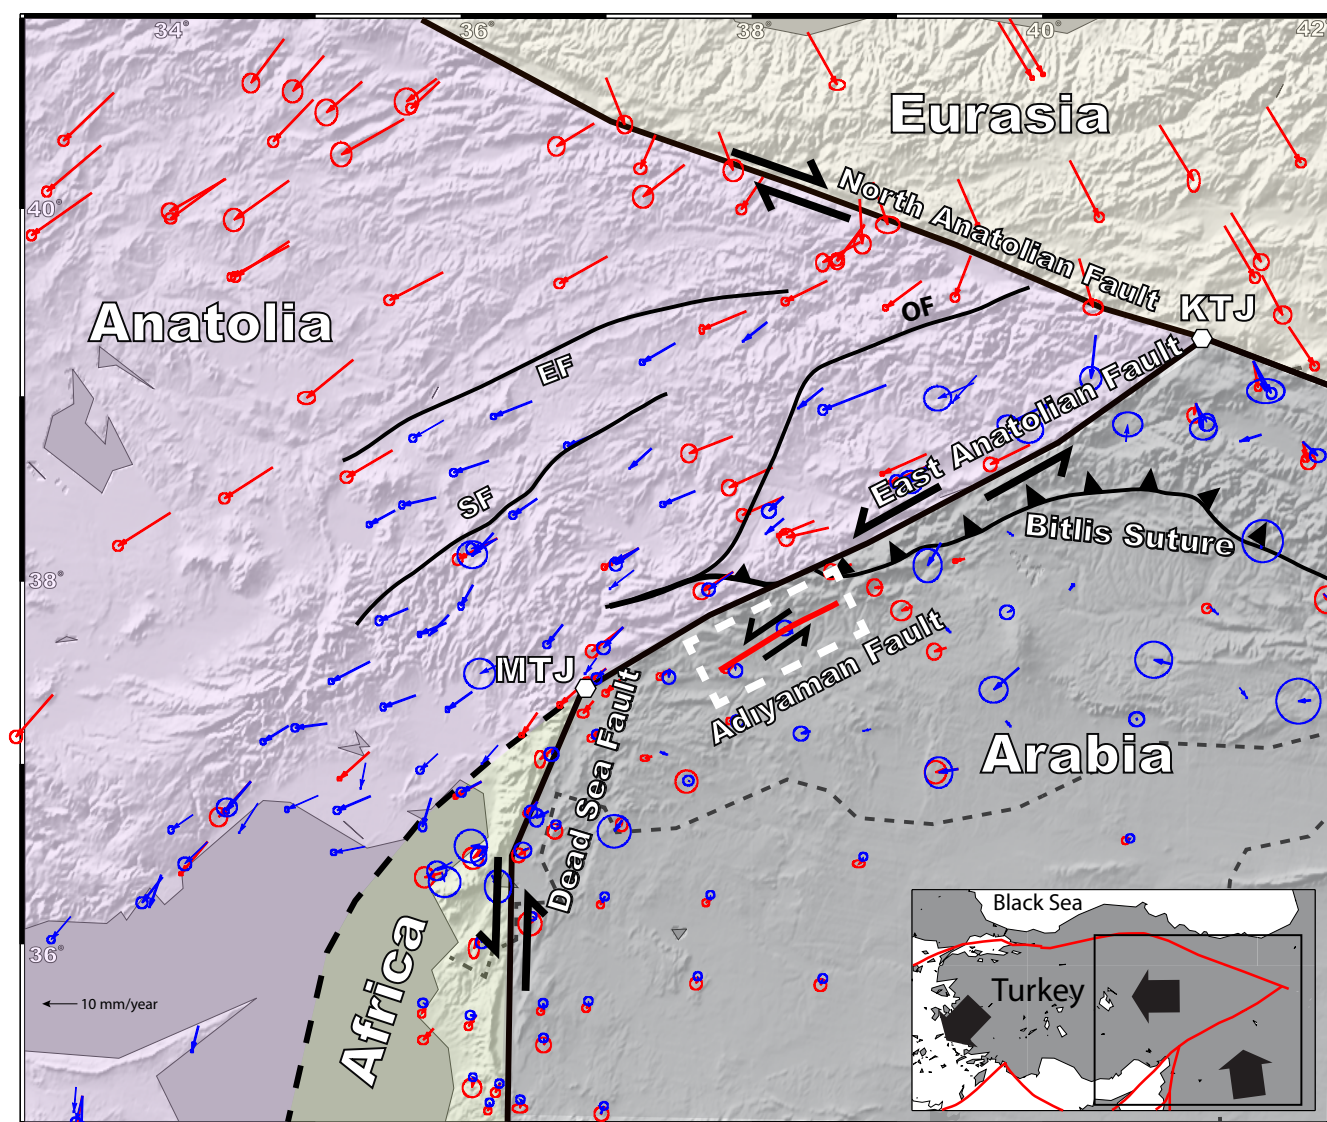 34°
36°
38°
40°
42°
Eurasia
North Anatolian Fault
40°
KTJ
OF
Anatolia
EF
East Anatolian Fault
SF
Bitlis Suture
38°
MTJ
Adıyaman Fault
Dead Sea Fault
Arabia
Africa
36°
10 mm/year
Black Sea
Turkey